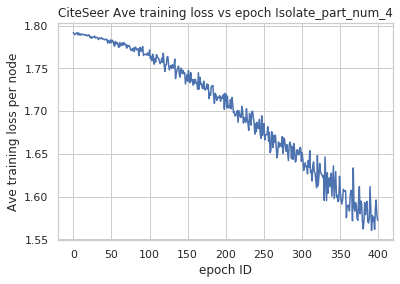 CiteSeer Ave training loss vs epoch Isolate_part_num_4
1.80
1.75
1.70
1.65
1.60
1.55
Ave training loss per node
0 50 100 150 200 250 300 350 400
epoch ID